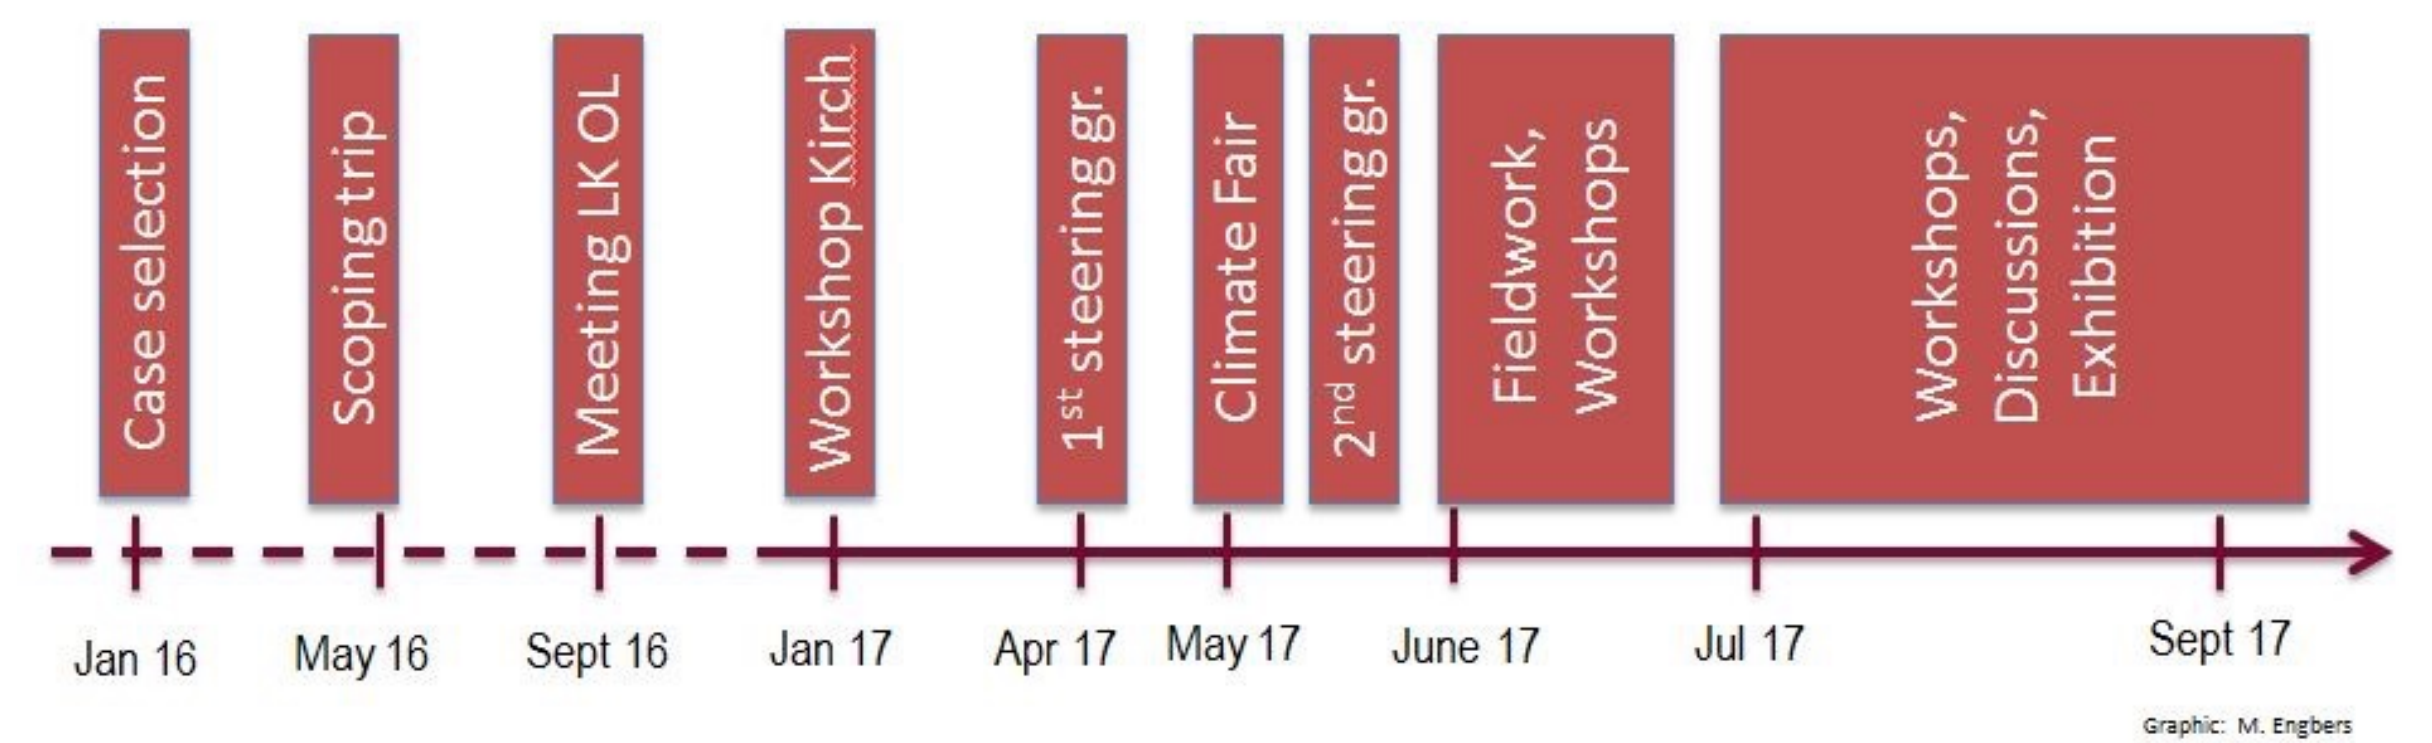 Case selection
Scoping trip
Meeting LK OL
Workshop Kirch
1st steering gr.
Climate Fair
2nd steering gr.
Fieldwork,
Workshops
Workshops,
Discussions,
Exhibition
Jan 16
May 16
Sept 16
Jan 17
Apr 17
May 17
June 17
Jul 17
Sept 17
Graphic: M. Engbers